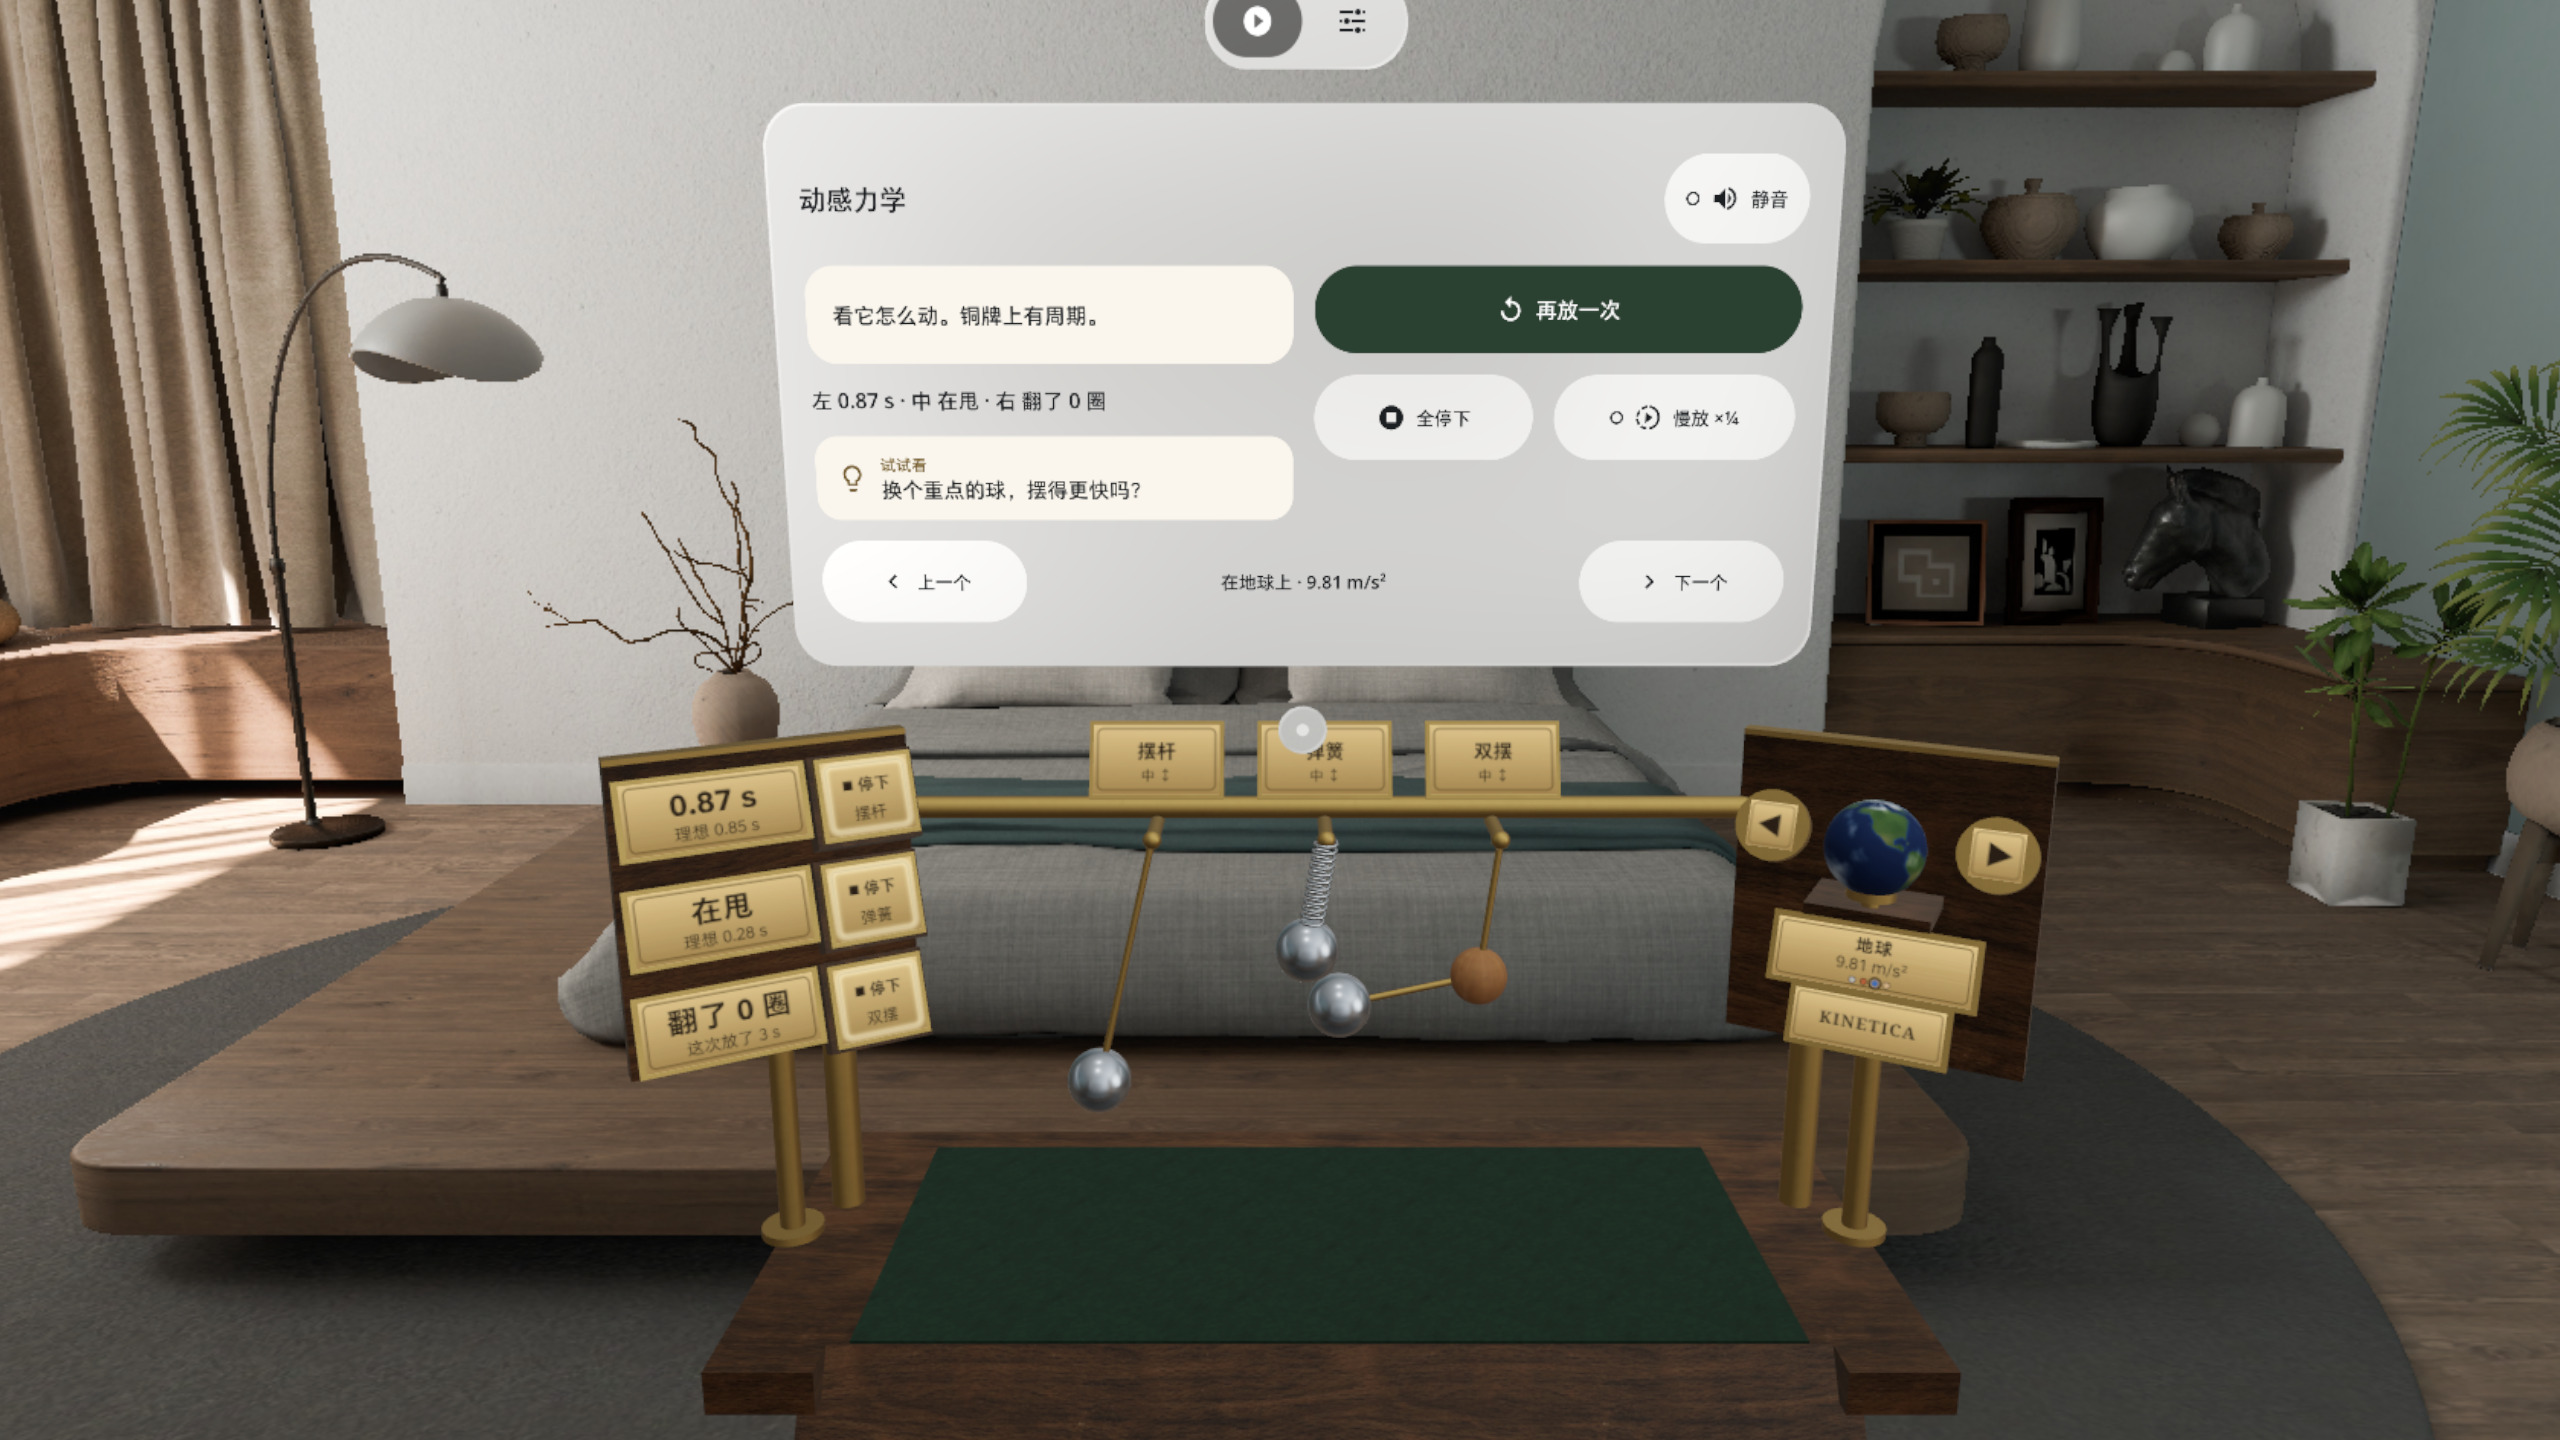 动感力学
静音
看它怎么动。铜牌上有周期。
再放一次
左 0.87 s · 中 在甩 · 右 翻了 0 圈
全停下
慢放 ×¼
试试看
换个重点的球，摆得更快吗？
上一个
在地球上 · 9.81 m/s²
下一个
摆杆
中 ↕
弹簧
中 ↕
双摆
中 ↕
0.87 s
理想 0.85 s
■ 停下
摆杆
在甩
理想 0.28 s
■ 停下
弹簧
翻了 0 圈
这次放了 3 s
■ 停下
双摆
地球
9.81 m/s²
KINETICA